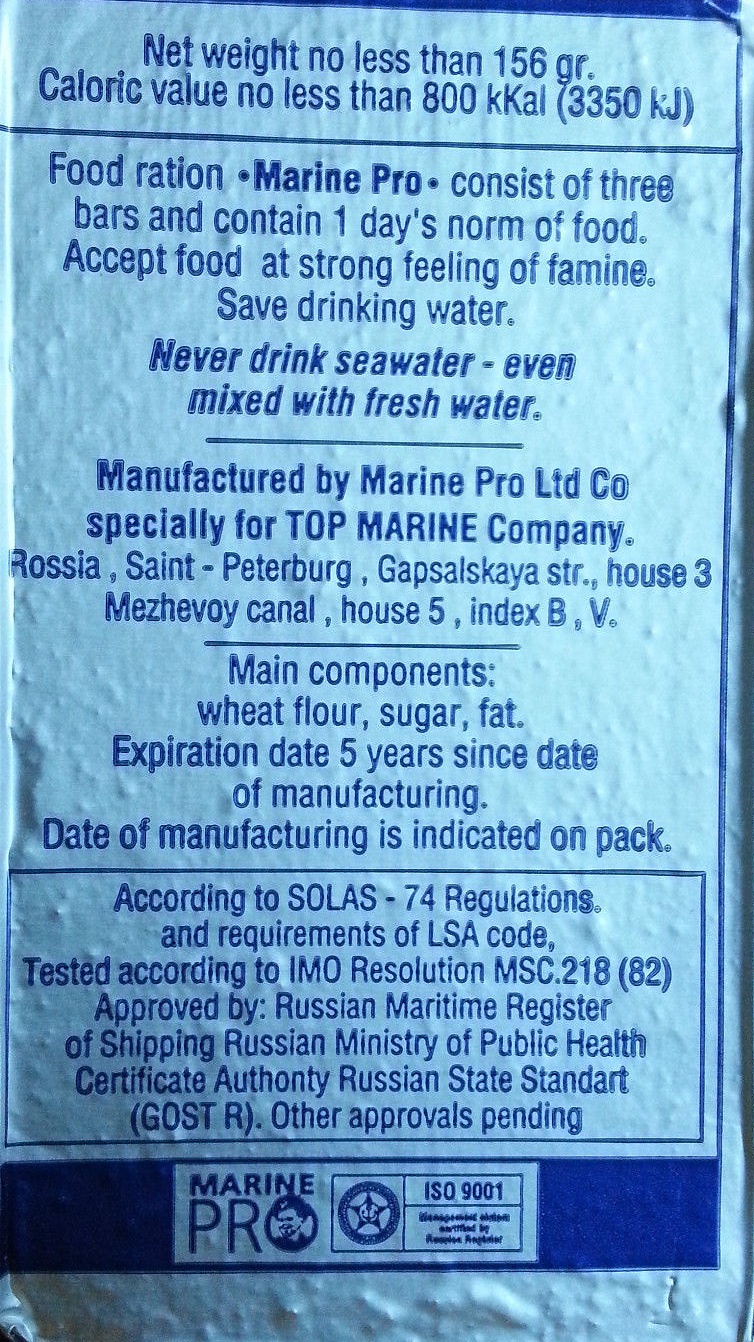 Net weight no less than 156 gr.
Caloric value no less than 800 kKal (3350 kJ)
Food ration •Marine Pro• consist of three
bars and contain 1 day's norm of food.
Accept food at strong feeling of famine.
Save drinking water.
Never drink seawater - even
mixed with fresh water.
Manufactured by Marine Pro Ltd Co
specially for TOP MARINE Company.
Rossia , Saint - Peterburg , Gapsalskaya str., house 3
Mezhevoy canal , house 5 , index B , V.
Main components:
wheat flour, sugar, fat.
Expiration date 5 years since date
of manufacturing.
Date of manufacturing is indicated on pack.
According to SOLAS - 74 Regulations.
and requirements of LSA code,
Tested according to IMO Resolution MSC.218 (82)
Approved by: Russian Maritime Register
of Shipping Russian Ministry of Public Health
Certificate Authonty Russian State Standart
(GOST R). Other approvals pending
MARINE
PRO
ISO 9001
certified by